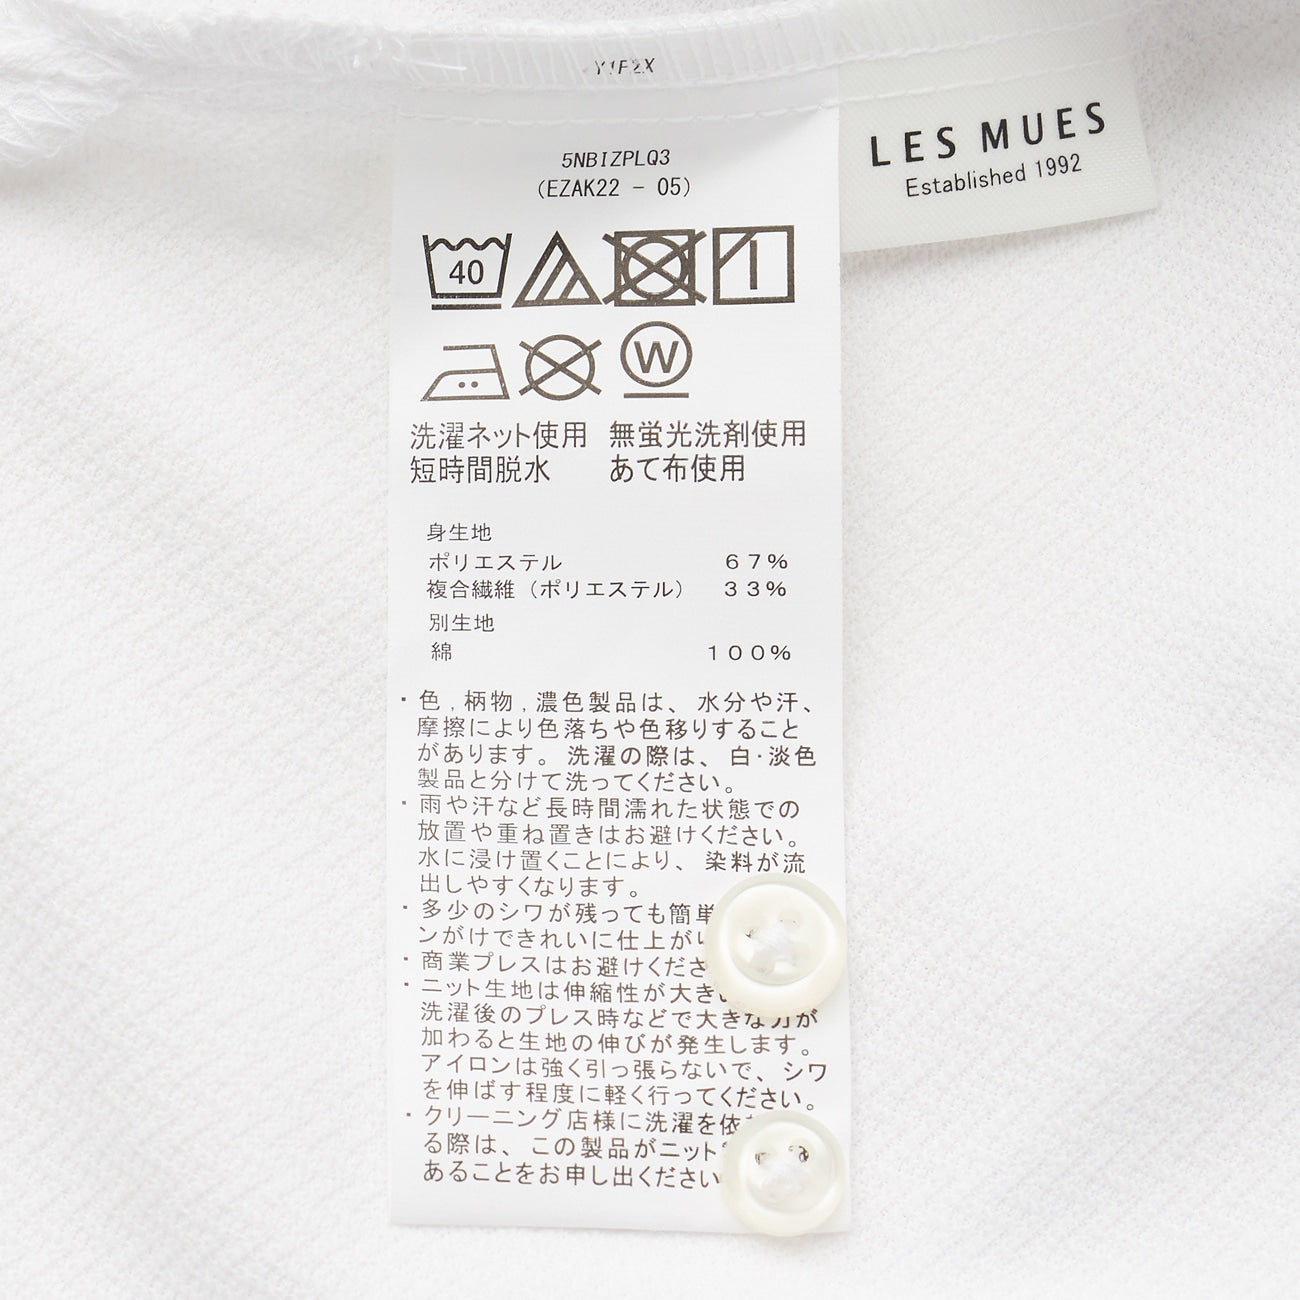 Y1F2X
LES MUES
Established 1992
5NBIZPLQ3
(EZAK22 - 05)
40
W
洗濯ネット使用 無蛍光洗剤使用
短時間脱水 あて布使用
身生地
ポリエステル 67%
複合繊維(ポリエステル) 33%
別生地
綿 100%
・色,柄物,濃色製品は、水分や汗、
摩擦により色落ちや色移りすること
があります。洗濯の際は、白・淡色
製品と分けて洗ってください。
・雨や汗など長時間濡れた状態での
放置や重ね置きはお避けください。
水に浸け置くことにより、染料が流
出しやすくなります。
・多少のシワが残っても簡単
ンがけできれいに仕上が
・商業プレスはお避けくださ
・ニット生地は伸縮性が大き
洗濯後のプレス時などで大きな力が
加わると生地の伸びが発生します。
アイロンは強く引っ張らないで、シワ
を伸ばす程度に軽く行ってください。
・クリーニング店様に洗濯を依
る際は、この製品がニット
あることをお申し出ください